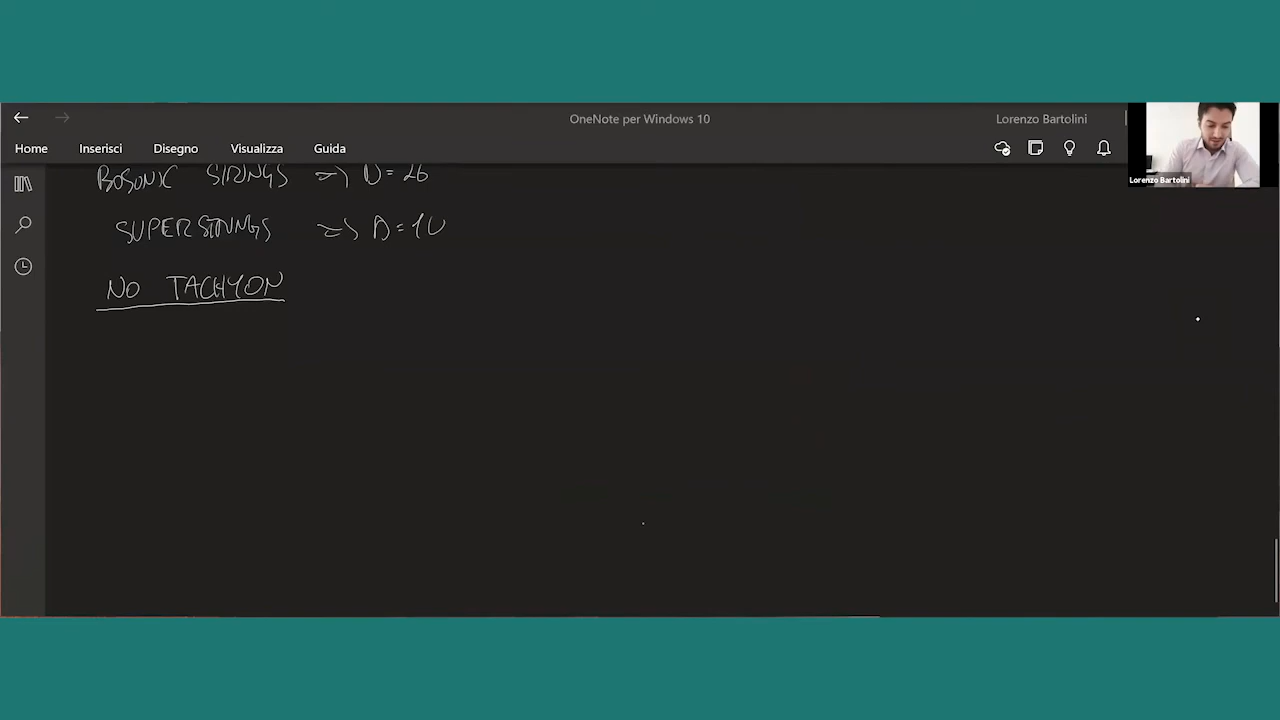 OneNote per Windows 10
Lorenzo Bartolini
Home Inserisci Disegno Visualizza Guida
Lorenzo Bartolini
BOSONIC STRINGS => D = 26
SUPERSTRINGS => D = 10
NO TACHYON